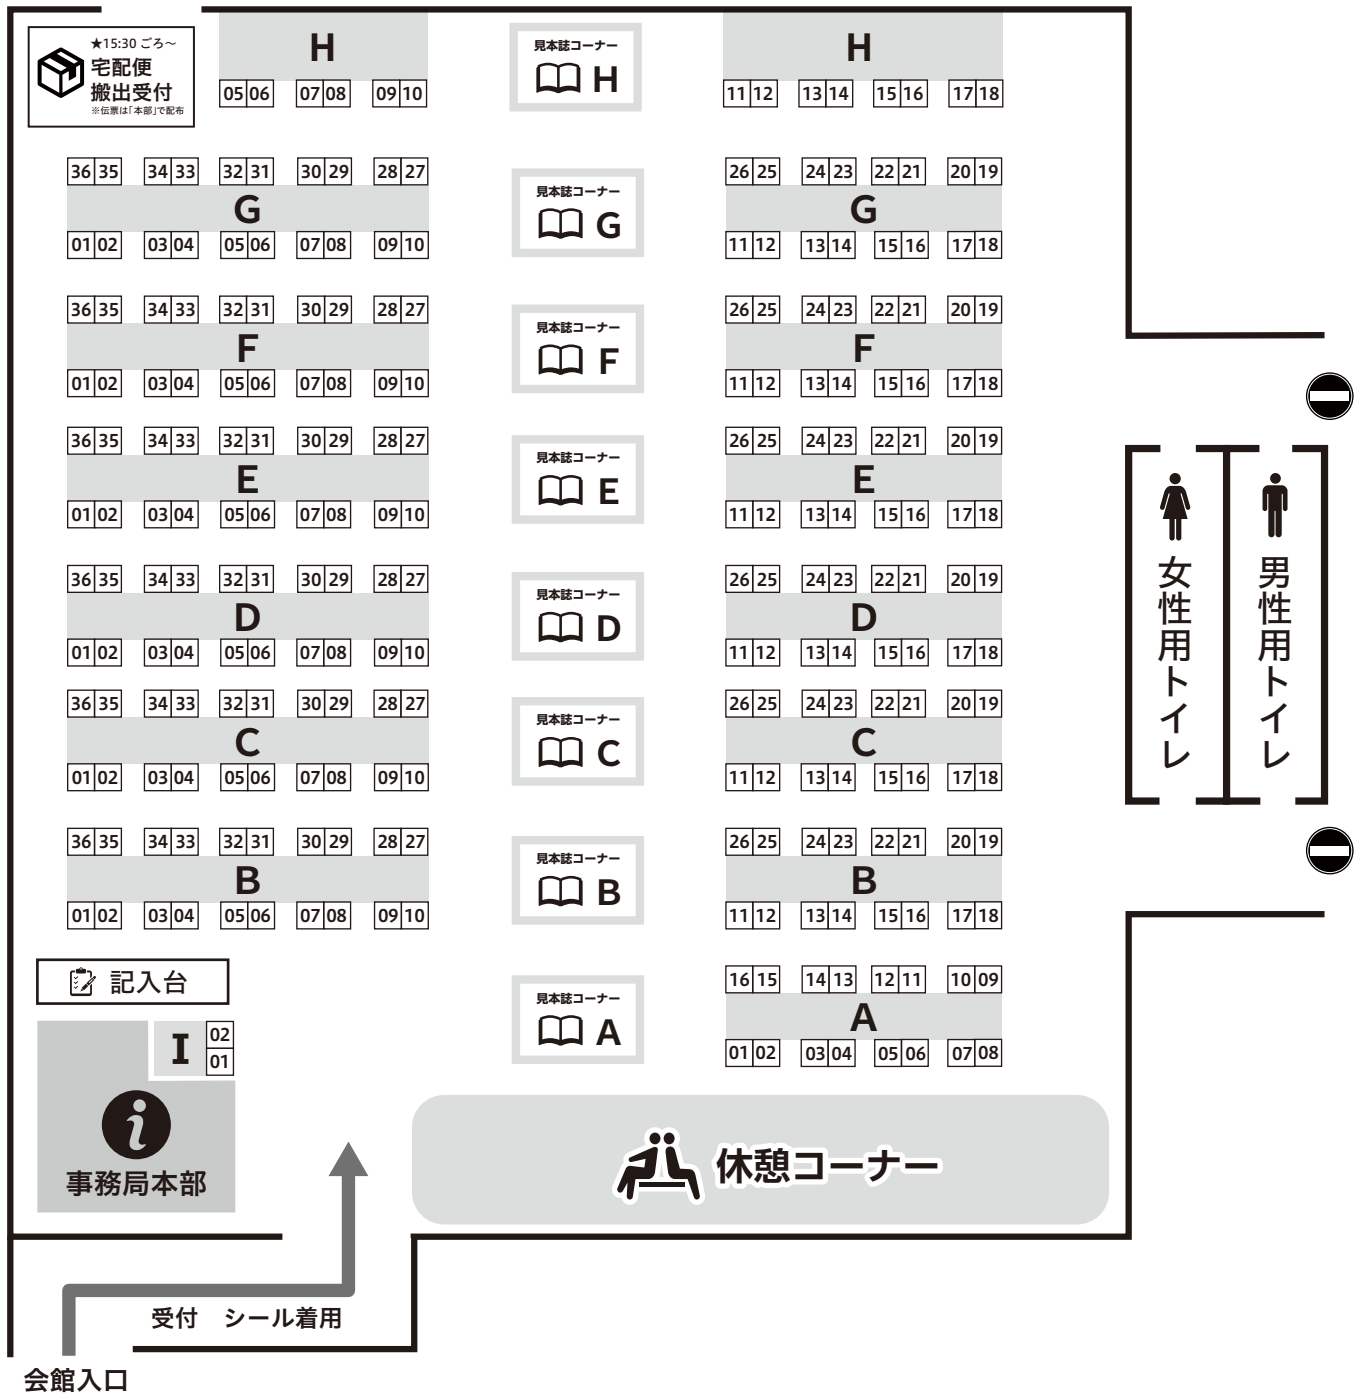 ★15:30 ごろ～
宅配便
搬出受付
※伝票は「本部」で配布
H
05 06 07 08 09 10
見本誌コーナー
H
H
11 12 13 14 15 16 17 18
36 35 34 33 32 31 30 29 28 27
G
01 02 03 04 05 06 07 08 09 10
見本誌コーナー
G
26 25 24 23 22 21 20 19
G
11 12 13 14 15 16 17 18
36 35 34 33 32 31 30 29 28 27
F
01 02 03 04 05 06 07 08 09 10
見本誌コーナー
F
26 25 24 23 22 21 20 19
F
11 12 13 14 15 16 17 18
36 35 34 33 32 31 30 29 28 27
E
01 02 03 04 05 06 07 08 09 10
見本誌コーナー
E
26 25 24 23 22 21 20 19
E
11 12 13 14 15 16 17 18
36 35 34 33 32 31 30 29 28 27
D
01 02 03 04 05 06 07 08 09 10
見本誌コーナー
D
26 25 24 23 22 21 20 19
D
11 12 13 14 15 16 17 18
36 35 34 33 32 31 30 29 28 27
C
01 02 03 04 05 06 07 08 09 10
見本誌コーナー
C
26 25 24 23 22 21 20 19
C
11 12 13 14 15 16 17 18
36 35 34 33 32 31 30 29 28 27
B
01 02 03 04 05 06 07 08 09 10
見本誌コーナー
B
26 25 24 23 22 21 20 19
B
11 12 13 14 15 16 17 18
女性用トイレ
男性用トイレ
記入台
I
02
01
事務局本部
見本誌コーナー
A
16 15 14 13 12 11 10 09
A
01 02 03 04 05 06 07 08
休憩コーナー
受付　シール着用
会館入口